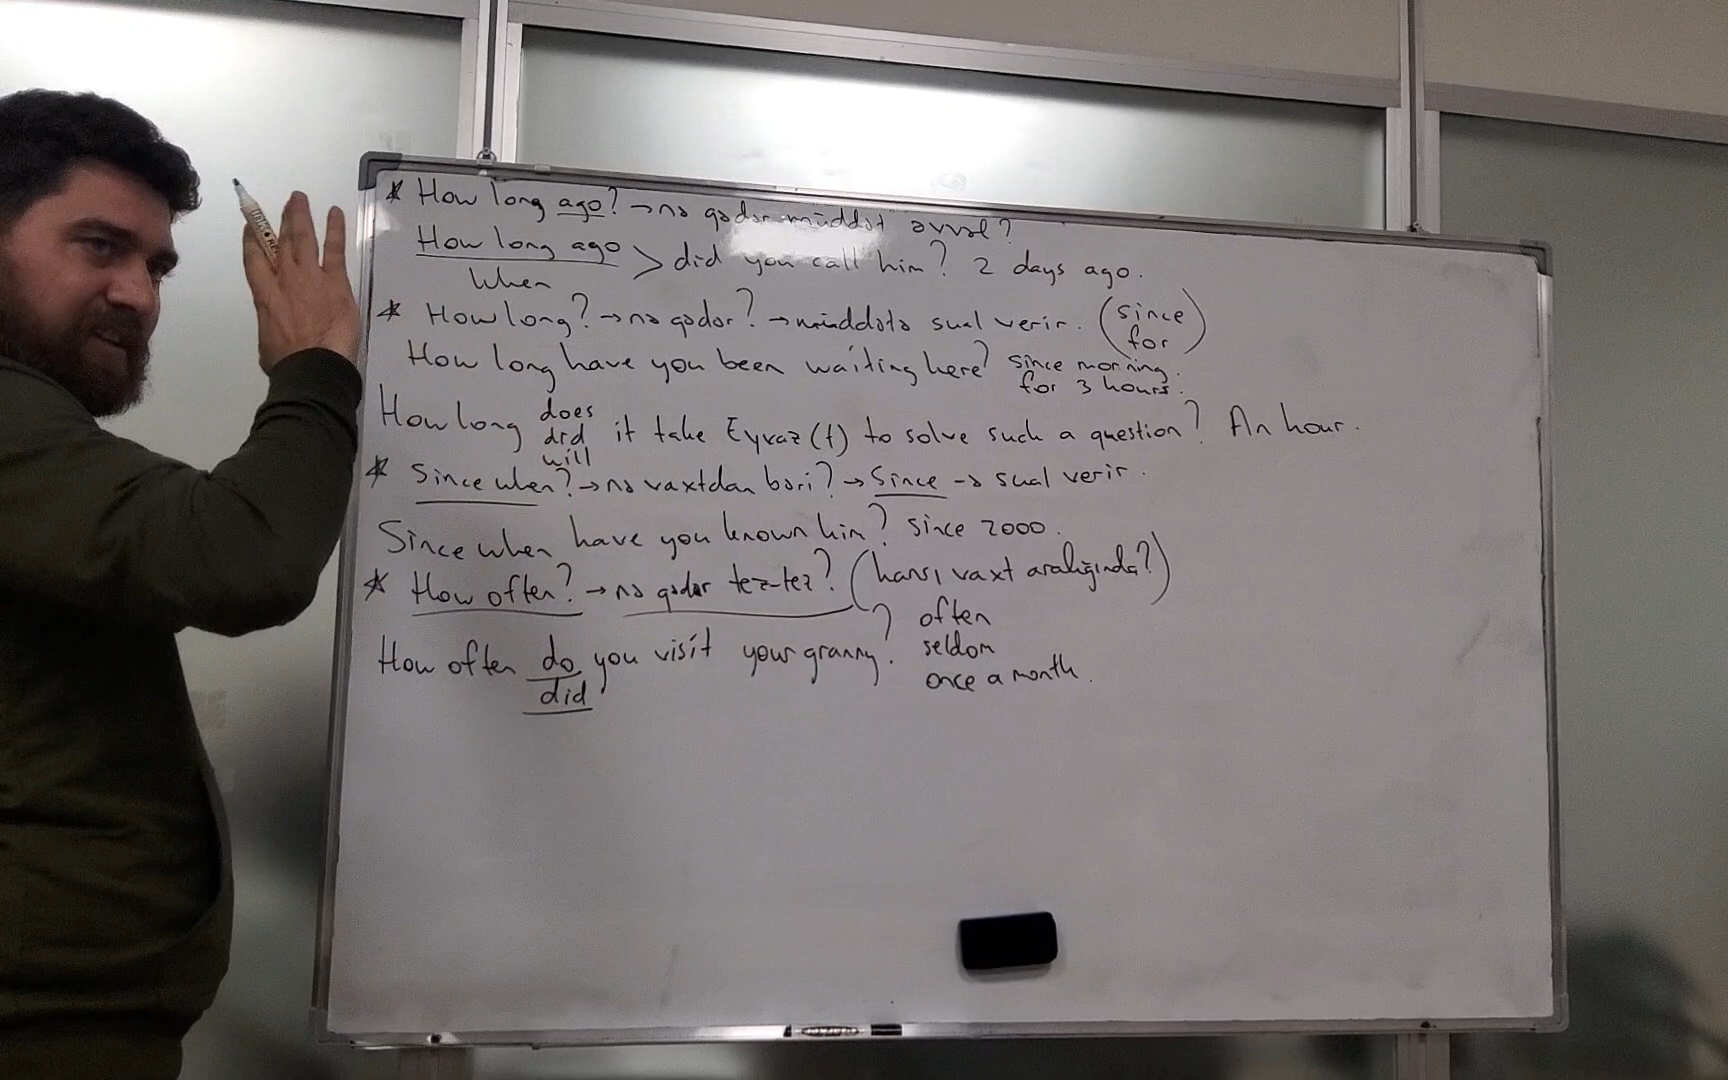 * How long ago? → nə qədər müddət əvvəl?
How long ago
When > did you call him? 2 days ago.
* How long? → nə qədər? → müddətə sual verir. (since
for)
How long have you been waiting here? since morning.
for 3 hours.
does
How long did it take Eyvaz (f) to solve such a question? An hour.
will
* Since when? → nə vaxtdan bəri? → Since → sual verir.
Since when have you known him? since 2000.
* How often? → nə qədər tez-tez? (hansı vaxt aralığında?)
often
How often do you visit your granny? seldom
did
once a month.